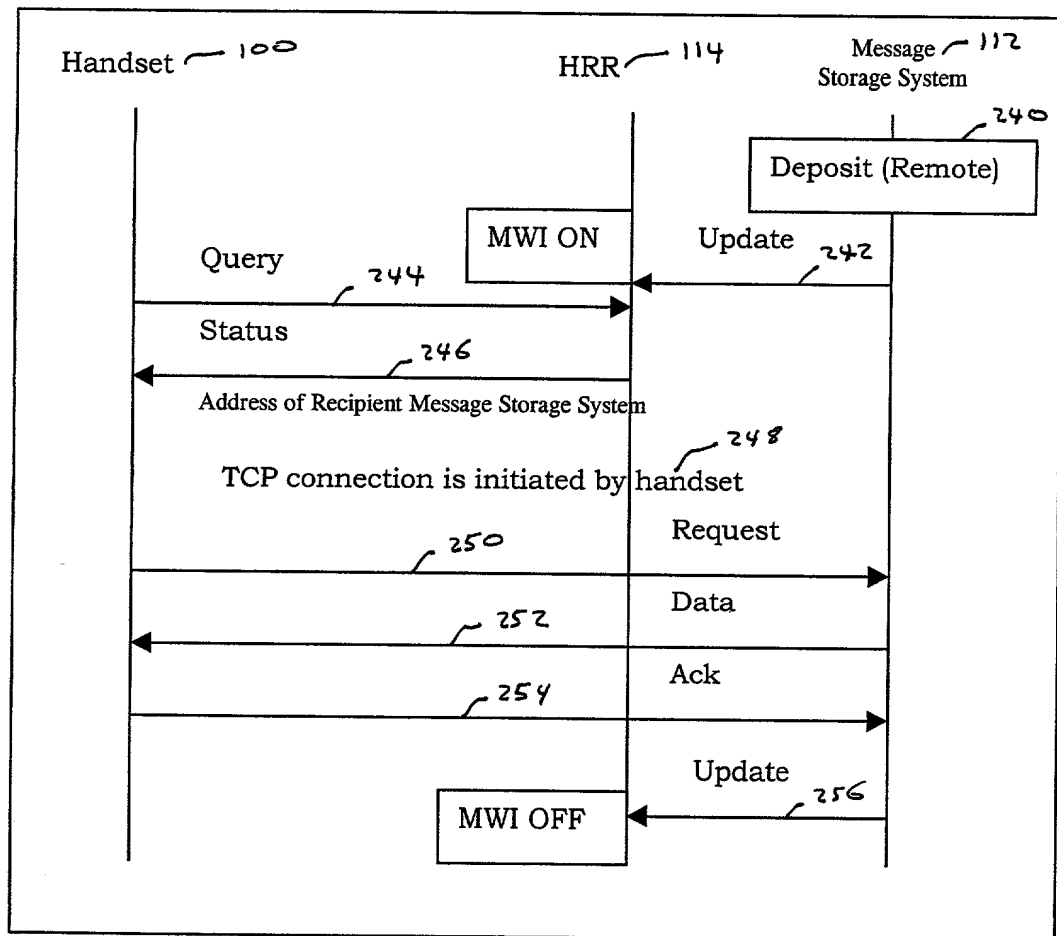 Handset 100
HRR 114
Message 112
Storage System
240
Deposit (Remote)
MWI ON
Update
242
Query
244
Status
246
Address of Recipient Message Storage System
248
TCP connection is initiated by handset
Request
250
Data
252
Ack
254
Update
256
MWI OFF